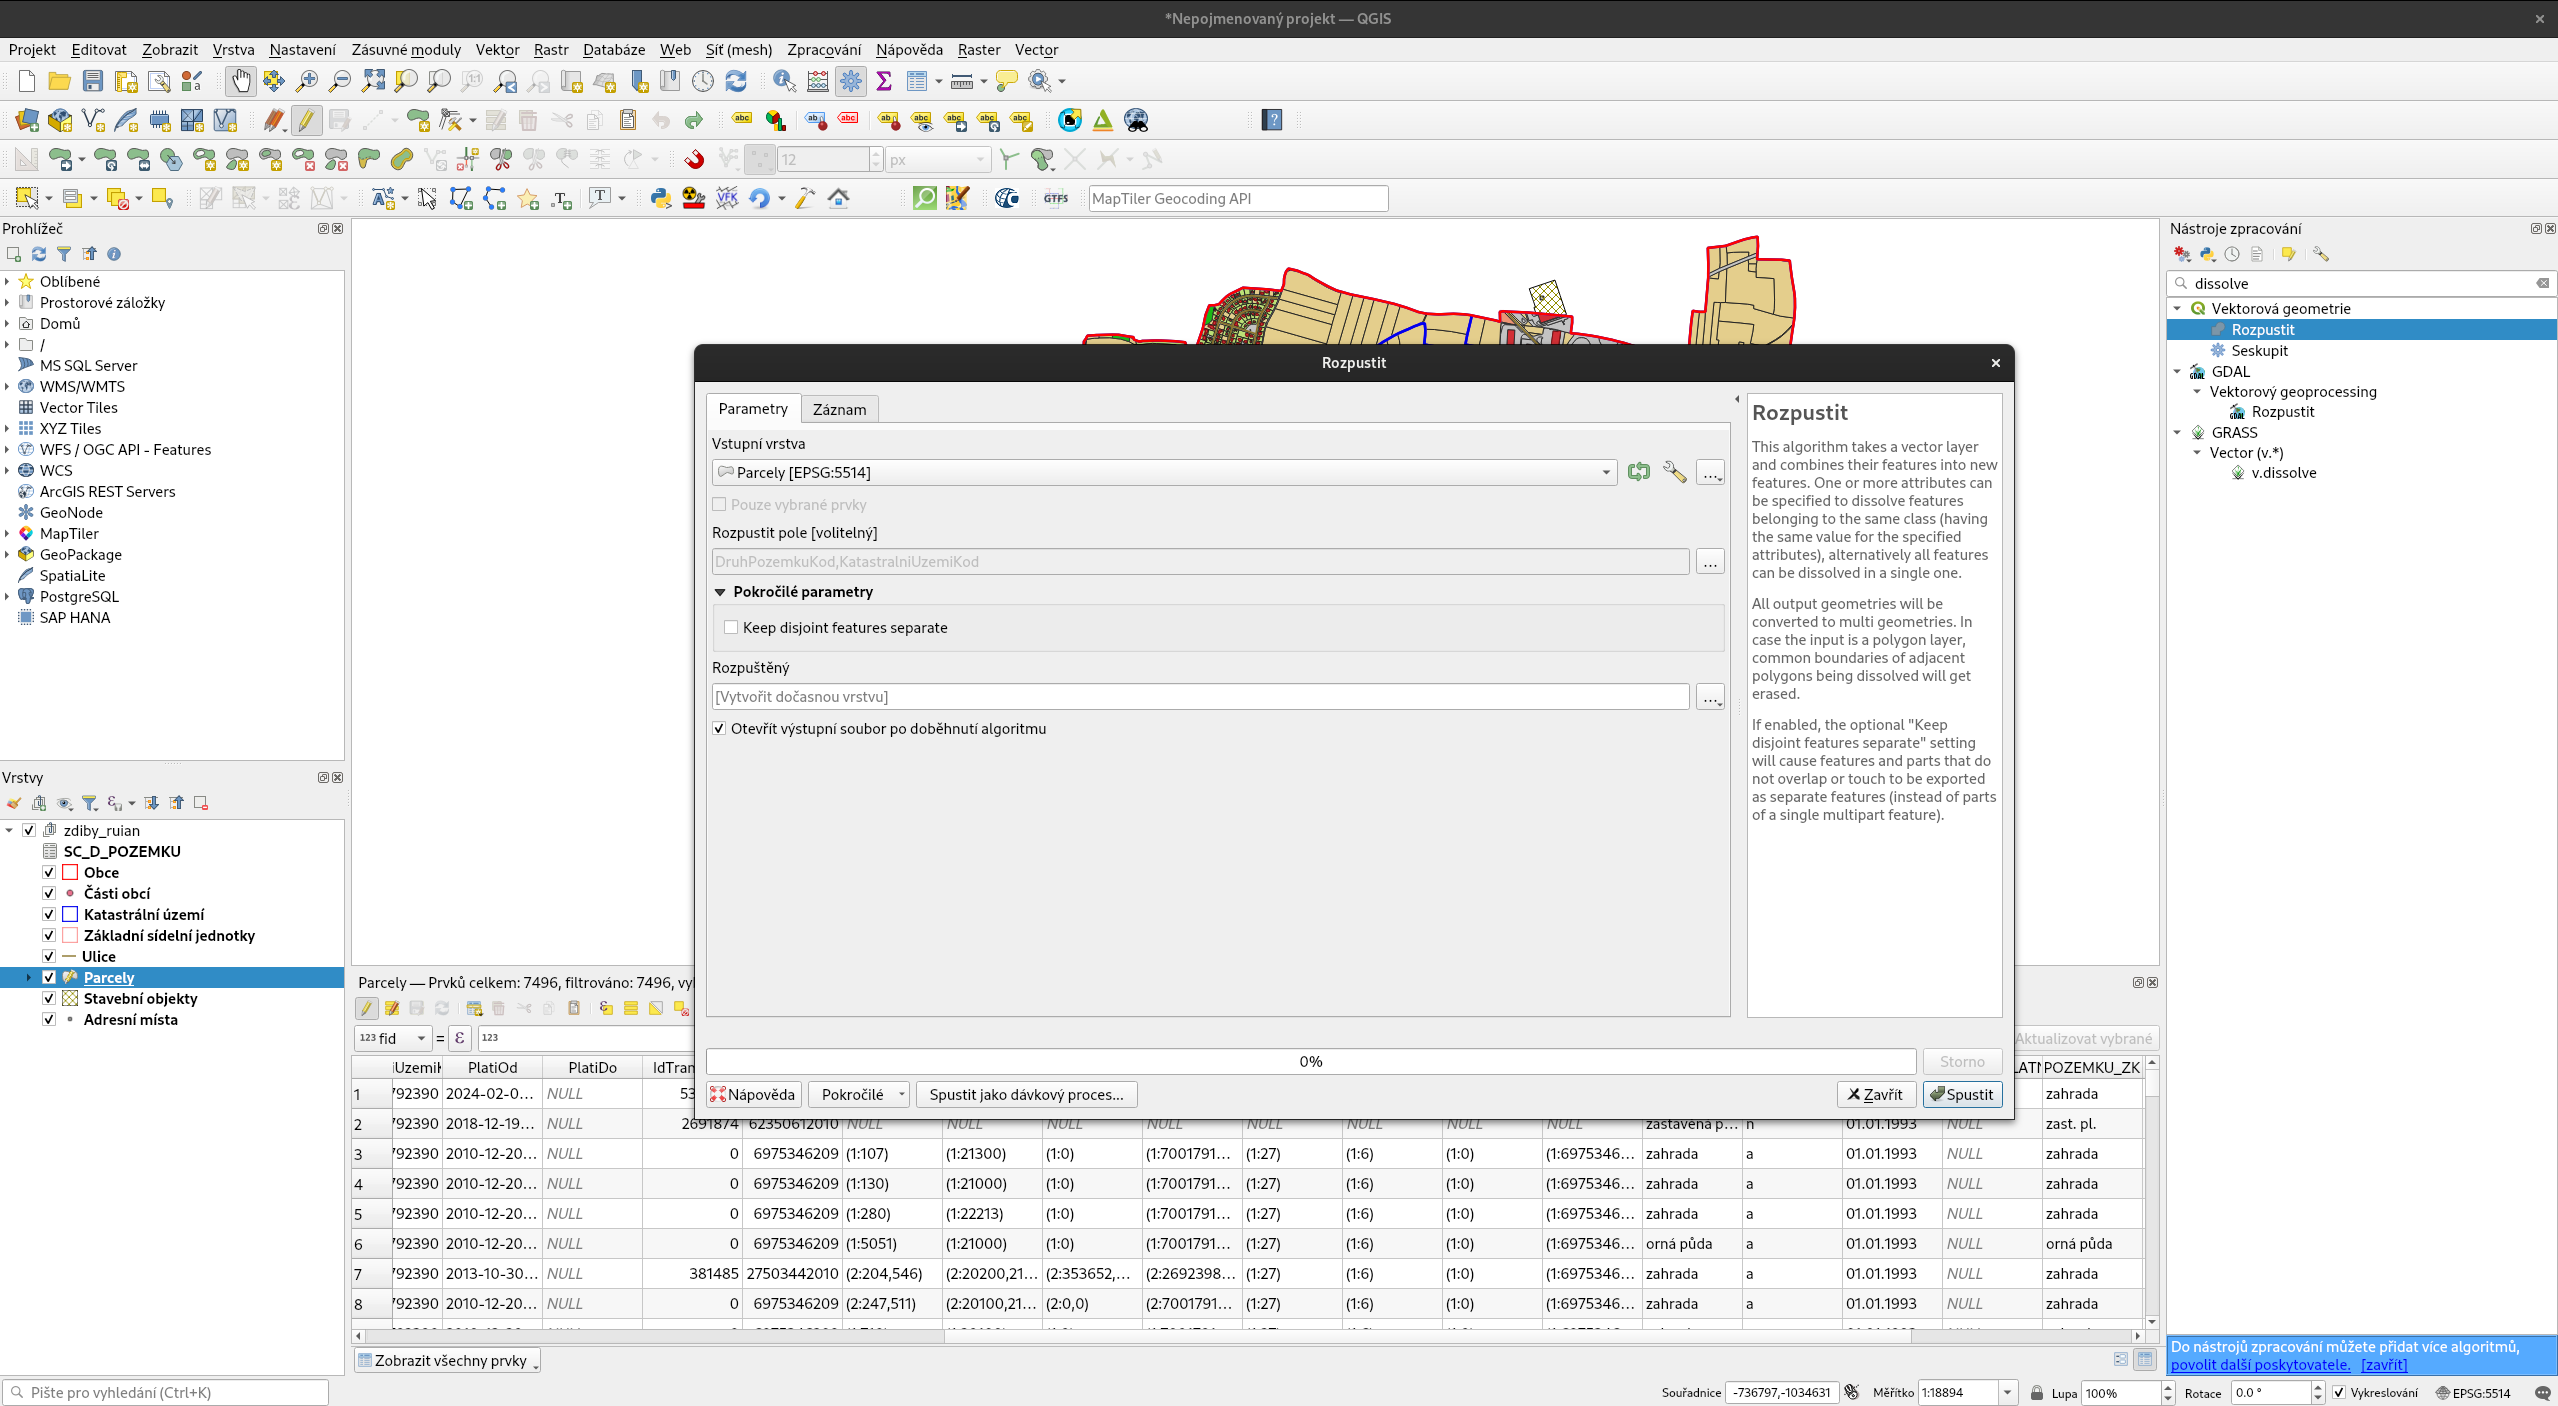 *Nepojmenovaný projekt — QGIS
Projekt Editovat Zobrazit Vrstva Nastavení Zásuvné moduly Vektor Rastr Databáze Web Síť (mesh) Zpracování Nápověda Raster Vector
12 px
MapTiler Geocoding API
Prohlížeč
Oblíbené
Prostorové záložky
Domů
/
MS SQL Server
WMS/WMTS
Vector Tiles
XYZ Tiles
WFS / OGC API - Features
WCS
ArcGIS REST Servers
GeoNode
MapTiler
GeoPackage
SpatiaLite
PostgreSQL
SAP HANA
Vrstvy
zdiby_ruian
SC_D_POZEMKU
Obce
Části obcí
Katastrální území
Základní sídelní jednotky
Ulice
Parcely
Stavební objekty
Adresní místa
Rozpustit
Parametry Záznam
Vstupní vrstva
Parcely [EPSG:5514]
Pouze vybrané prvky
Rozpustit pole [volitelný]
DruhPozemkuKod,KatastralniUzemiKod
Pokročilé parametry
Keep disjoint features separate
Rozpuštěný
[Vytvořit dočasnou vrstvu]
Otevřít výstupní soubor po doběhnutí algoritmu
Rozpustit
This algorithm takes a vector layer
and combines their features into new
features. One or more attributes can
be specified to dissolve features
belonging to the same class (having
the same value for the specified
attributes), alternatively all features
can be dissolved in a single one.
All output geometries will be
converted to multi geometries. In
case the input is a polygon layer,
common boundaries of adjacent
polygons being dissolved will get
erased.
If enabled, the optional "Keep
disjoint features separate" setting
will cause features and parts that do
not overlap or touch to be exported
as separate features (instead of parts
of a single multipart feature).
0% Storno
Nápověda Pokročilé Spustit jako dávkový proces... Zavřít Spustit
Nástroje zpracování
dissolve
Vektorová geometrie
Rozpustit
Seskupit
GDAL
Vektorový geoprocessing
Rozpustit
GRASS
Vector (v.*)
v.dissolve
Parcely — Prvků celkem: 7496, filtrováno: 7496,
123 fid = ε 123 Aktualizovat vybrané
PlatiOd PlatiDo POZEMKU_ZK
1 792390 2024-02-0… NULL 53 zahrada
2 792390 2018-12-19… NULL 2691874 62350612010 NULL NULL NULL NULL NULL NULL NULL NULL zastavěná p… n 01.01.1993 NULL zast. pl.
3 792390 2010-12-20… NULL 0 6975346209 (1:107) (1:21300) (1:0) (1:7001791… (1:27) (1:6) (1:0) (1:6975346… zahrada a 01.01.1993 NULL zahrada
4 792390 2010-12-20… NULL 0 6975346209 (1:130) (1:21000) (1:0) (1:7001791… (1:27) (1:6) (1:0) (1:6975346… zahrada a 01.01.1993 NULL zahrada
5 792390 2010-12-20… NULL 0 6975346209 (1:280) (1:22213) (1:0) (1:7001791… (1:27) (1:6) (1:0) (1:6975346… zahrada a 01.01.1993 NULL zahrada
6 792390 2010-12-20… NULL 0 6975346209 (1:5051) (1:21000) (1:0) (1:7001791… (1:27) (1:6) (1:0) (1:6975346… orná půda a 01.01.1993 NULL orná půda
7 792390 2013-10-30… NULL 381485 27503442010 (2:204,546) (2:20200,21… (2:353652,… (2:2692398… (1:27) (1:6) (1:0) (1:6975346… zahrada a 01.01.1993 NULL zahrada
8 792390 2010-12-20… NULL 0 6975346209 (2:247,511) (2:20100,21… (2:0,0) (2:7001791… (1:27) (1:6) (1:0) (1:6975346… zahrada a 01.01.1993 NULL zahrada
Zobrazit všechny prvky
Do nástrojů zpracování můžete přidat více algoritmů,
povolit další poskytovatele. [zavřít]
Pište pro vyhledání (Ctrl+K) Souřadnice -736797,-1034631 Měřítko 1:18894 Lupa 100% Rotace 0.0 ° Vykreslování EPSG:5514